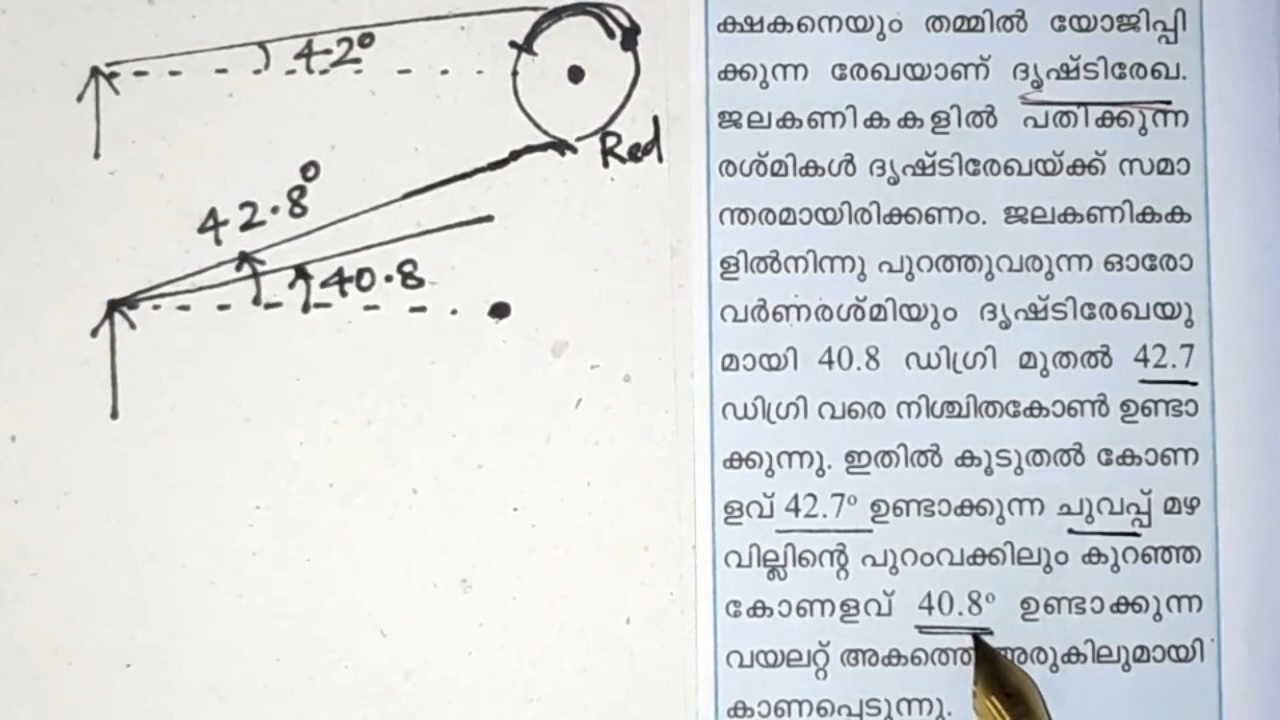 42°
Red
42.8°
40.8
ക്ഷകനെയും തമ്മിൽ യോജിപ്പി
ക്കുന്ന രേഖയാണ് ദൃഷ്ടിരേഖ.
ജലകണികകളിൽ പതിക്കുന്ന
രശ്മികൾ ദൃഷ്ടിരേഖയ്ക്ക് സമാ
ന്തരമായിരിക്കണം. ജലകണികക
ളിൽനിന്നു പുറത്തുവരുന്ന ഓരോ
വർണരശ്മിയും ദൃഷ്ടിരേഖയു
മായി 40.8 ഡിഗ്രി മുതൽ 42.7
ഡിഗ്രി വരെ നിശ്ചിതകോൺ ഉണ്ടാ
ക്കുന്നു. ഇതിൽ കൂടുതൽ കോണ
ളവ് 42.7° ഉണ്ടാക്കുന്ന ചുവപ്പ് മഴ
വില്ലിന്റെ പുറംവക്കിലും കുറഞ്ഞ
കോണളവ് 40.8° ഉണ്ടാക്കുന്ന
വയലറ്റ് അകത്തെ അരുകിലുമായി
കാണപ്പെടുന്നു.